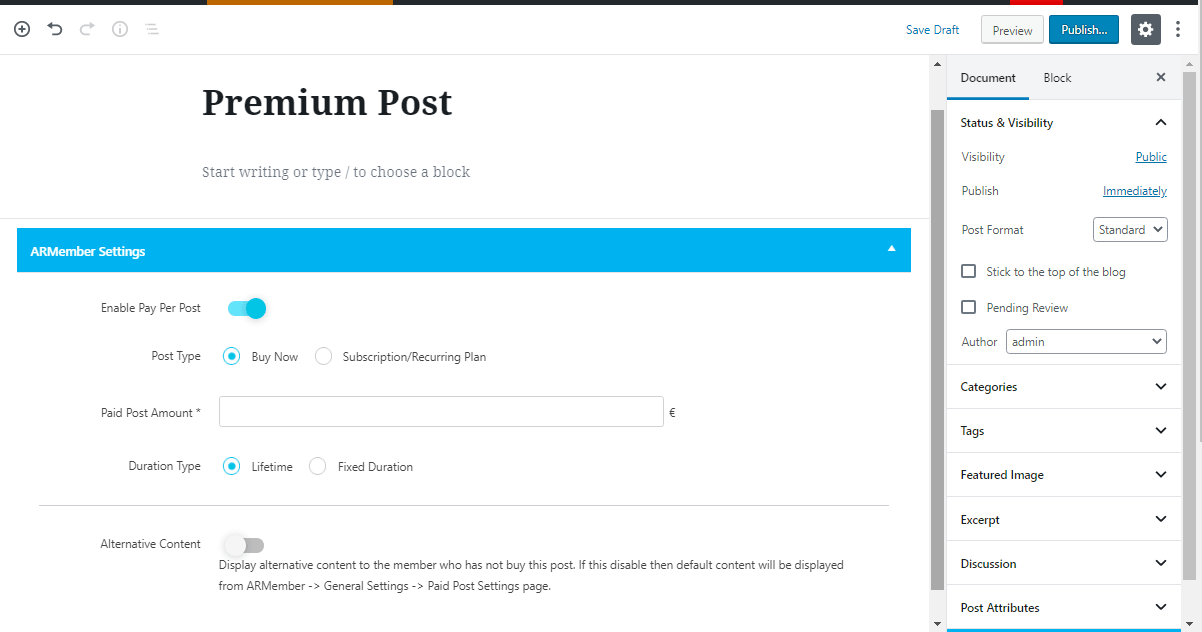 Save Draft Preview Publish...
Premium Post
Start writing or type / to choose a block
ARMember Settings
Enable Pay Per Post
Post Type Buy Now Subscription/Recurring Plan
Paid Post Amount * €
Duration Type Lifetime Fixed Duration
Alternative Content
Display alternative content to the member who has not buy this post. If this disable then default content will be displayed
from ARMember -> General Settings -> Paid Post Settings page.
Document Block
Status & Visibility
Visibility Public
Publish Immediately
Post Format Standard
Stick to the top of the blog
Pending Review
Author admin
Categories
Tags
Featured Image
Excerpt
Discussion
Post Attributes